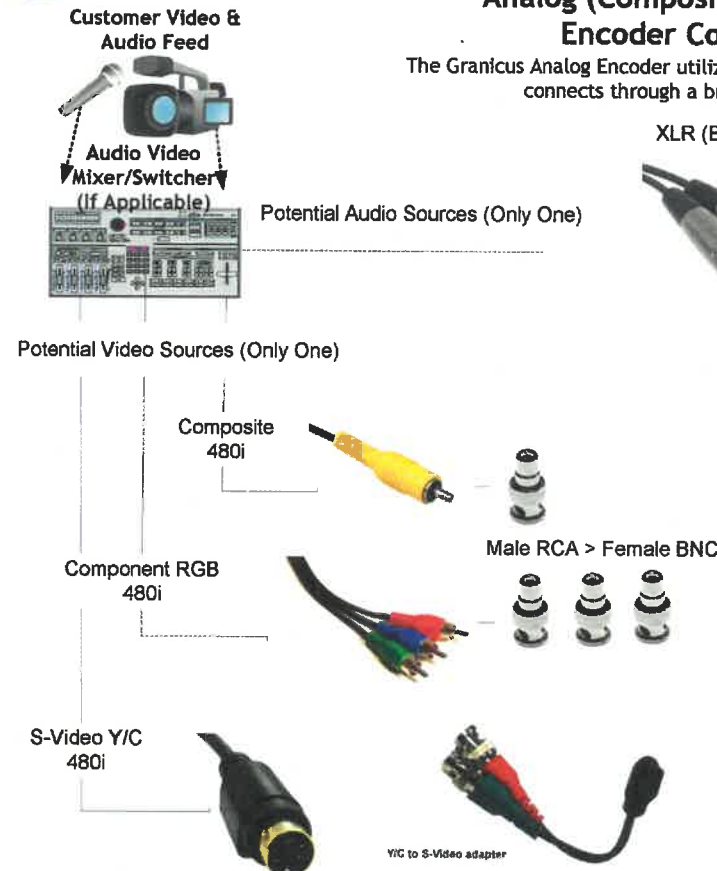 Customer Video &
Audio Feed
Analog (Composi
Encoder Co
The Granicus Analog Encoder utiliz
connects through a br
XLR (B
Audio Video
Mixer/Switcher
(If Applicable)
Potential Audio Sources (Only One)
Potential Video Sources (Only One)
Composite
480i
Male RCA > Female BNC
Component RGB
480i
S-Video Y/C
480i
Y/C to S-Video adapter